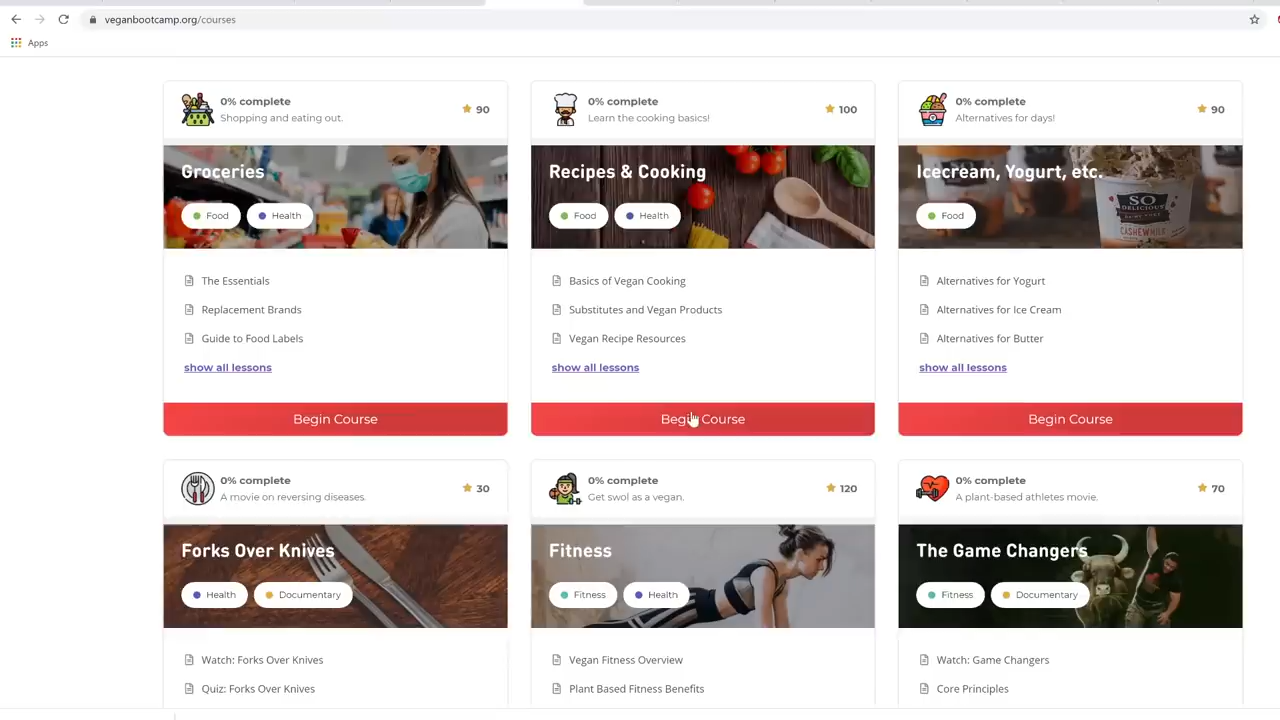 veganbootcamp.org/courses
Apps
0% complete
Shopping and eating out.
90
Groceries
Food
Health
The Essentials
Replacement Brands
Guide to Food Labels
show all lessons
Begin Course
0% complete
Learn the cooking basics!
100
Recipes & Cooking
Food
Health
Basics of Vegan Cooking
Substitutes and Vegan Products
Vegan Recipe Resources
show all lessons
Begin Course
0% complete
Alternatives for days!
90
Icecream, Yogurt, etc.
Food
SO
DELICIOUS
DAIRY FREE
CASHEWMILK
Alternatives for Yogurt
Alternatives for Ice Cream
Alternatives for Butter
show all lessons
Begin Course
0% complete
A movie on reversing diseases.
30
Forks Over Knives
Health
Documentary
Watch: Forks Over Knives
Quiz: Forks Over Knives
0% complete
Get swol as a vegan.
120
Fitness
Fitness
Health
Vegan Fitness Overview
Plant Based Fitness Benefits
0% complete
A plant-based athletes movie.
70
The Game Changers
Fitness
Documentary
Watch: Game Changers
Core Principles